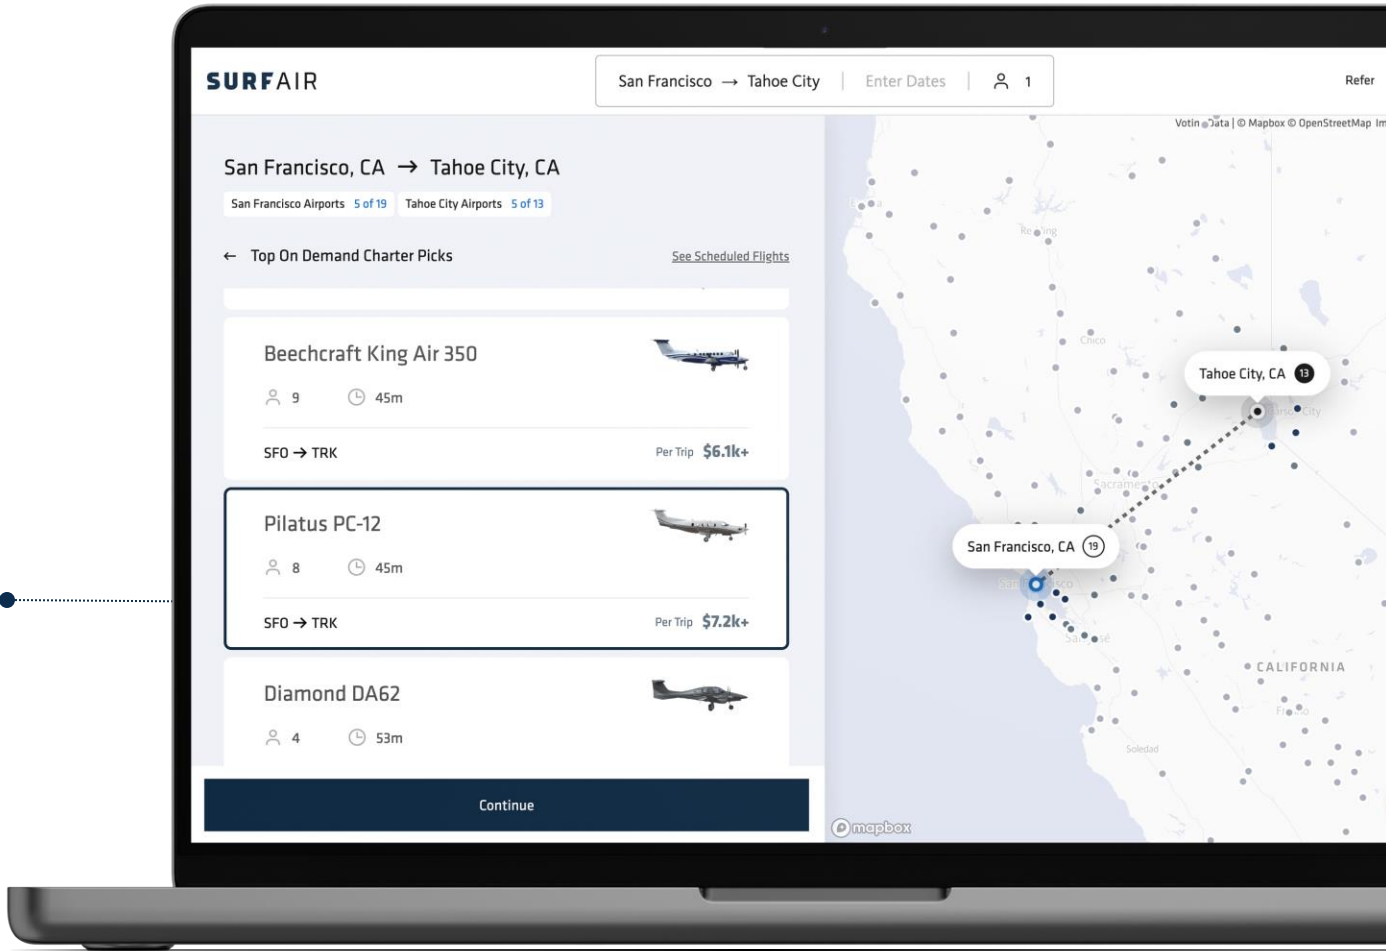 SURFAIR
San Francisco → Tahoe City | Enter Dates | 1
Refer
San Francisco, CA → Tahoe City, CA
San Francisco Airports 5 of 19 Tahoe City Airports 5 of 13
← Top On Demand Charter Picks See Scheduled Flights
Beechcraft King Air 350
9 45m
SFO → TRK Per Trip $6.1k+
Pilatus PC-12
8 45m
SFO → TRK Per Trip $7.2k+
Diamond DA62
4 53m
Continue
| © Mapbox © OpenStreetMap
Chico
Tahoe City, CA 13
Sacramento
San Francisco, CA 19
CALIFORNIA
Soledad
mapbox